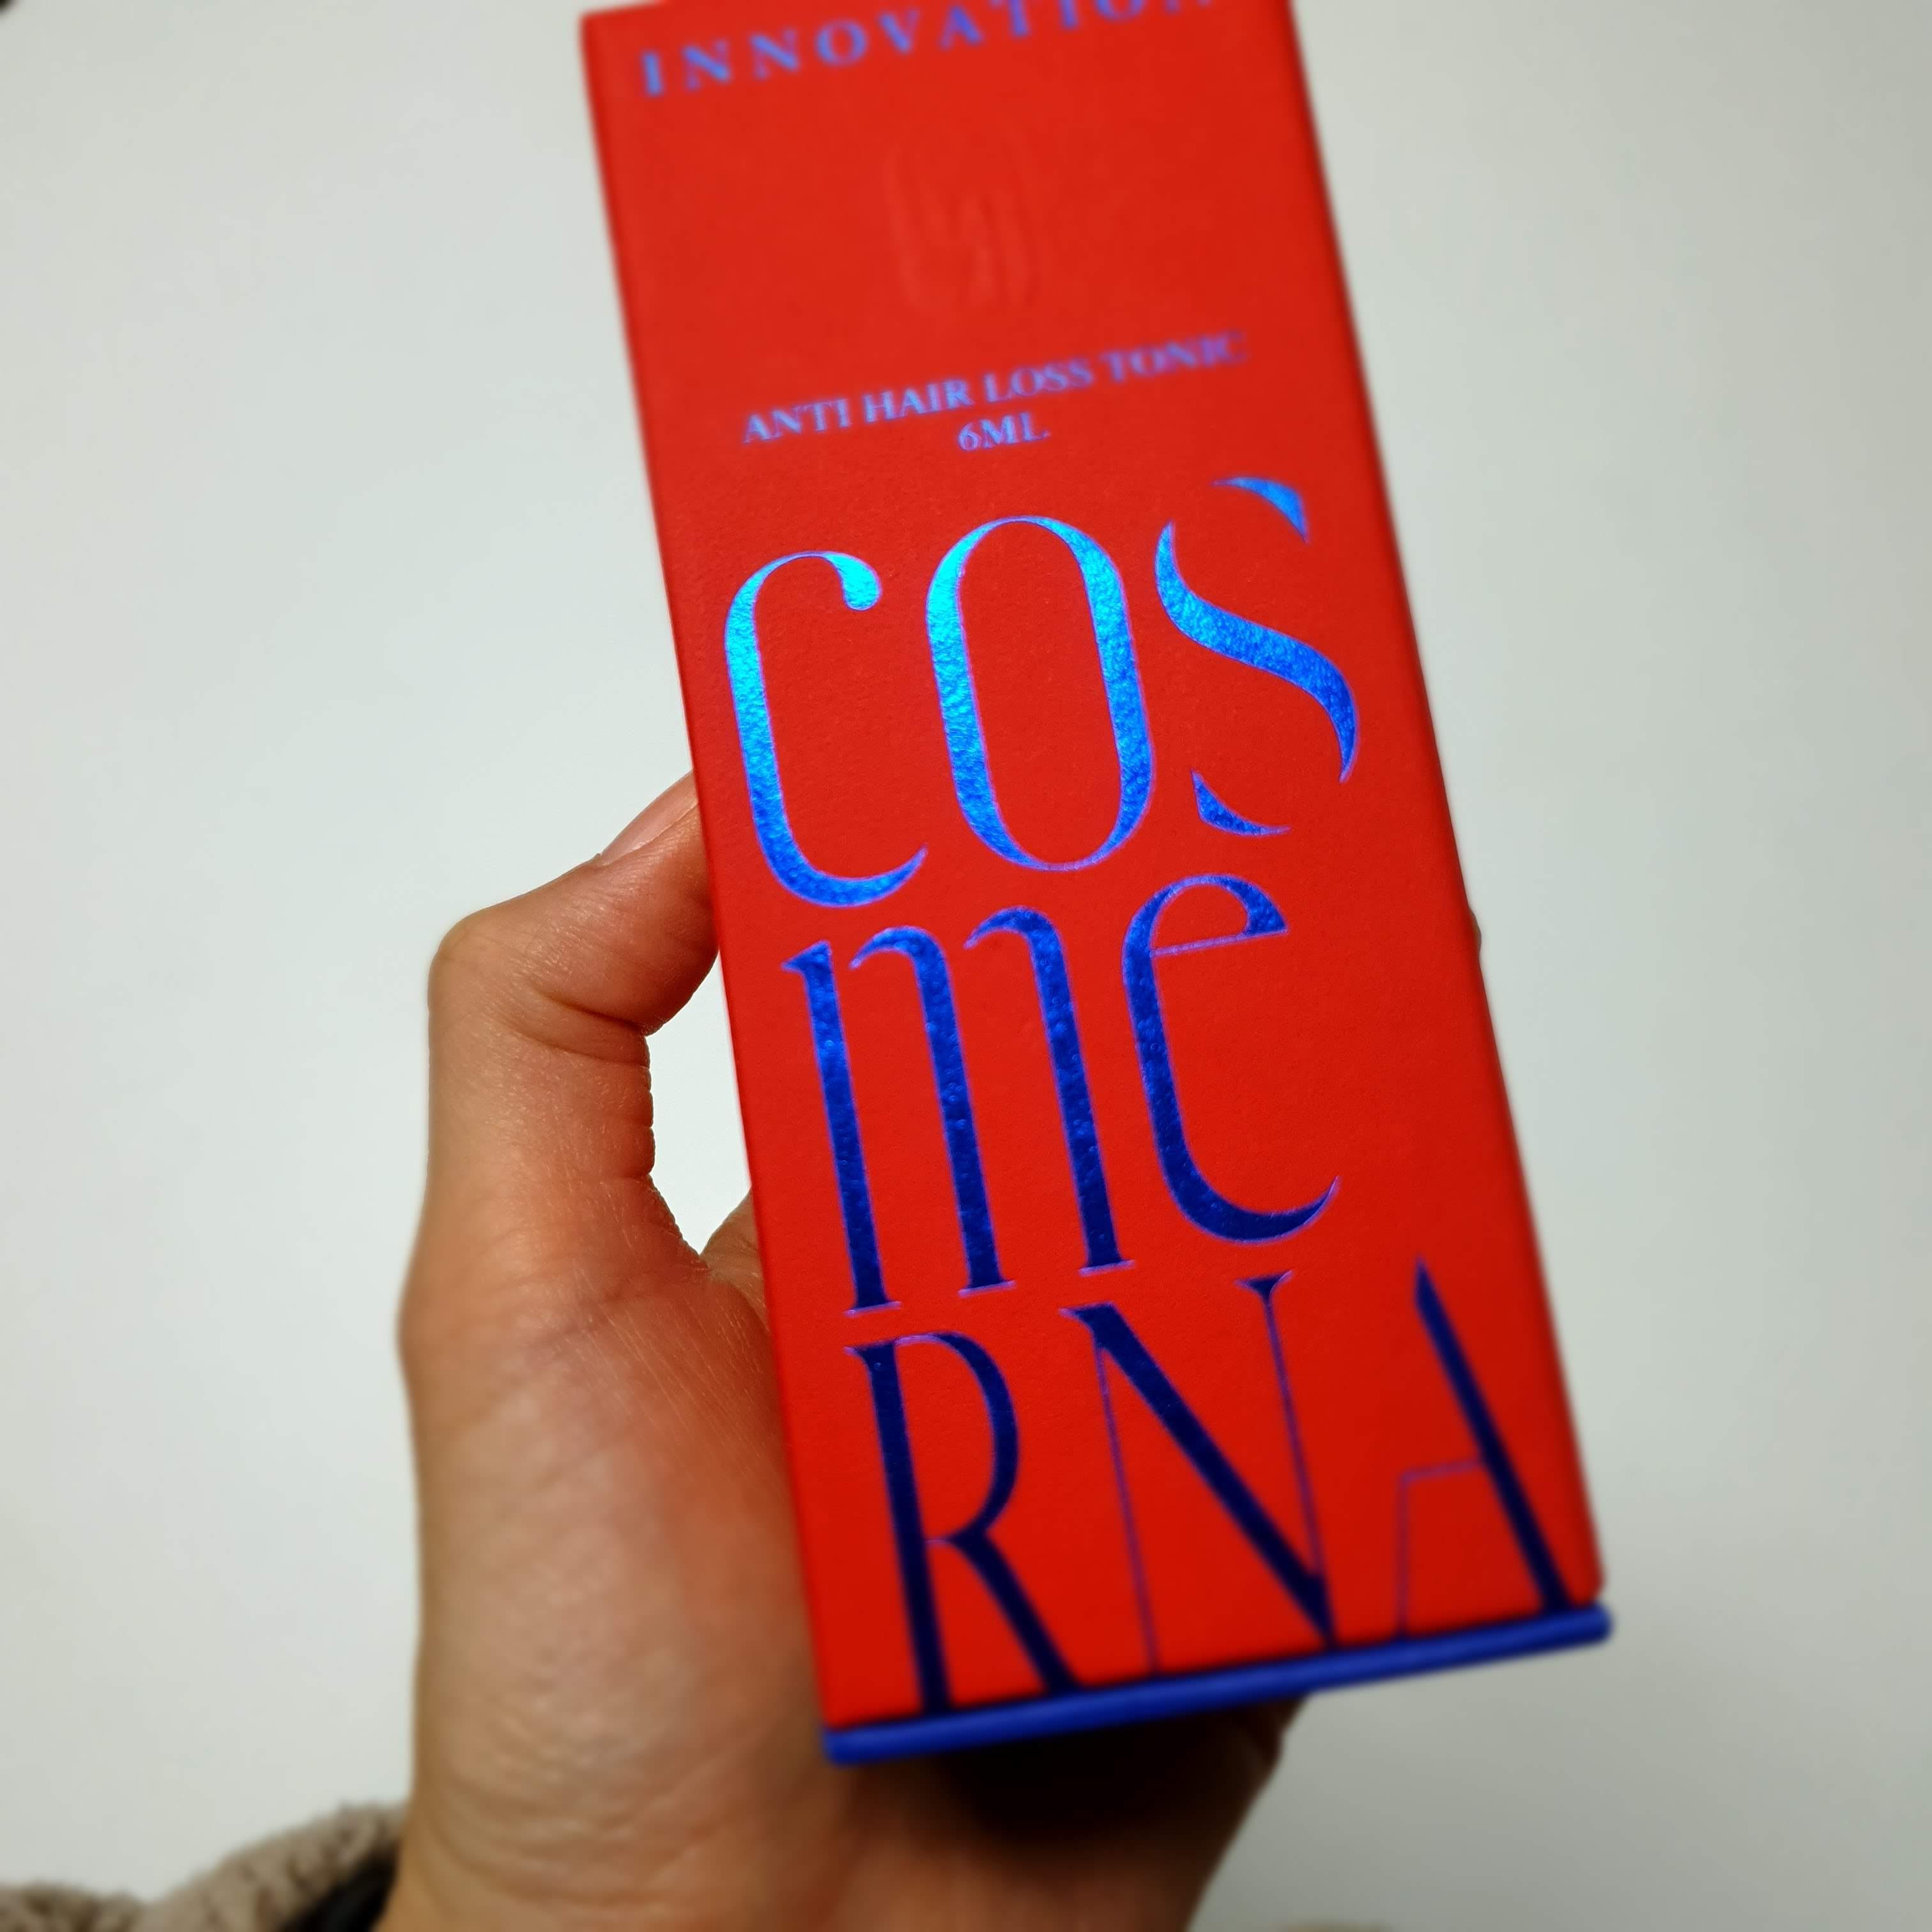 INNOVATION
ANTI HAIR LOSS TONIC
6ML
cos
me
RNA